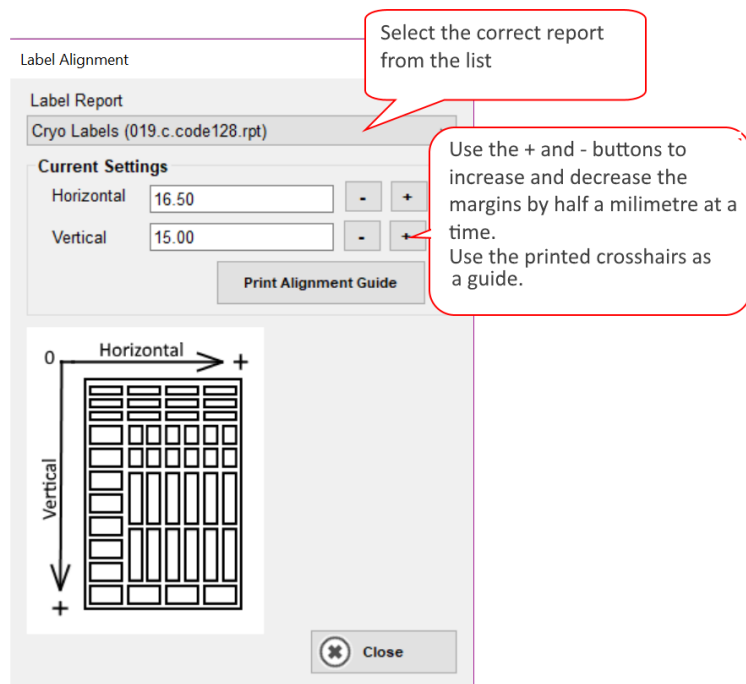 Select the correct report
from the list
Label Alignment
Label Report
Cryo Labels (019.c.code128.rpt)
Current Settings
Horizontal 16.50 - +
Vertical 15.00 - +
Use the + and - buttons to
increase and decrease the
margins by half a milimetre at a
time.
Use the printed crosshairs as
a guide.
Print Alignment Guide
0 Horizontal +
Vertical
+
Close